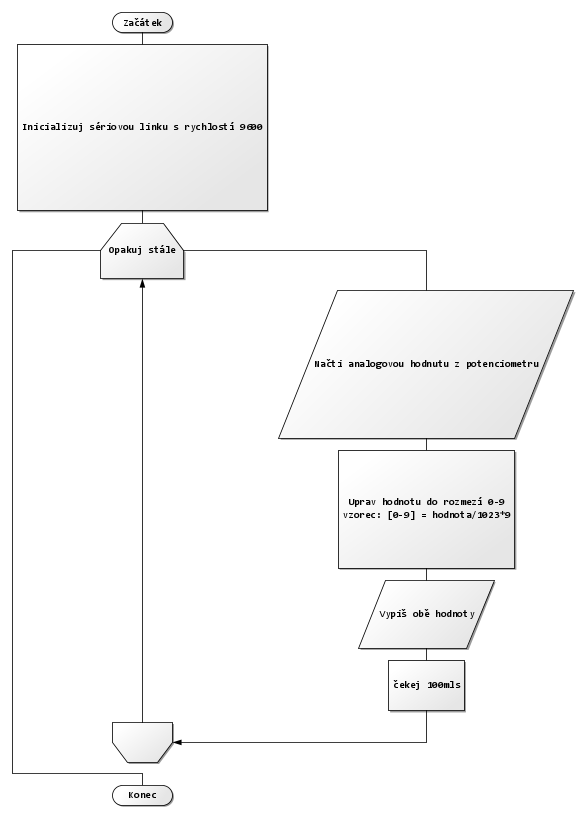 Začátek
Inicializuj sériovou linku s rychlostí 9600
Opakuj stále
Načti analogovou hodnutu z potenciometru
Uprav hodnotu do rozmezí 0-9
vzorec: [0-9] = hodnota/1023*9
Vypiš obě hodnoty
čekej 100mls
Konec